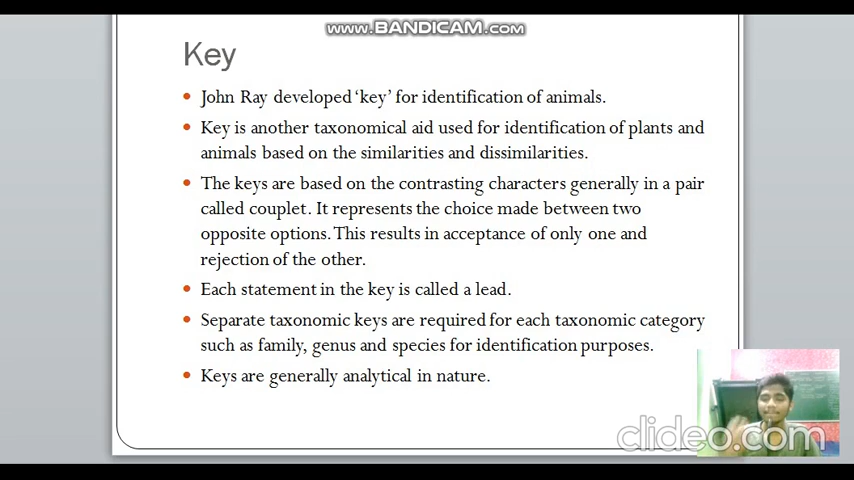 www.BANDICAM.com
Key
John Ray developed ‘key’ for identification of animals.
Key is another taxonomical aid used for identification of plants and
animals based on the similarities and dissimilarities.
The keys are based on the contrasting characters generally in a pair
called couplet. It represents the choice made between two
opposite options. This results in acceptance of only one and
rejection of the other.
Each statement in the key is called a lead.
Separate taxonomic keys are required for each taxonomic category
such as family, genus and species for identification purposes.
Keys are generally analytical in nature.
clideo.com